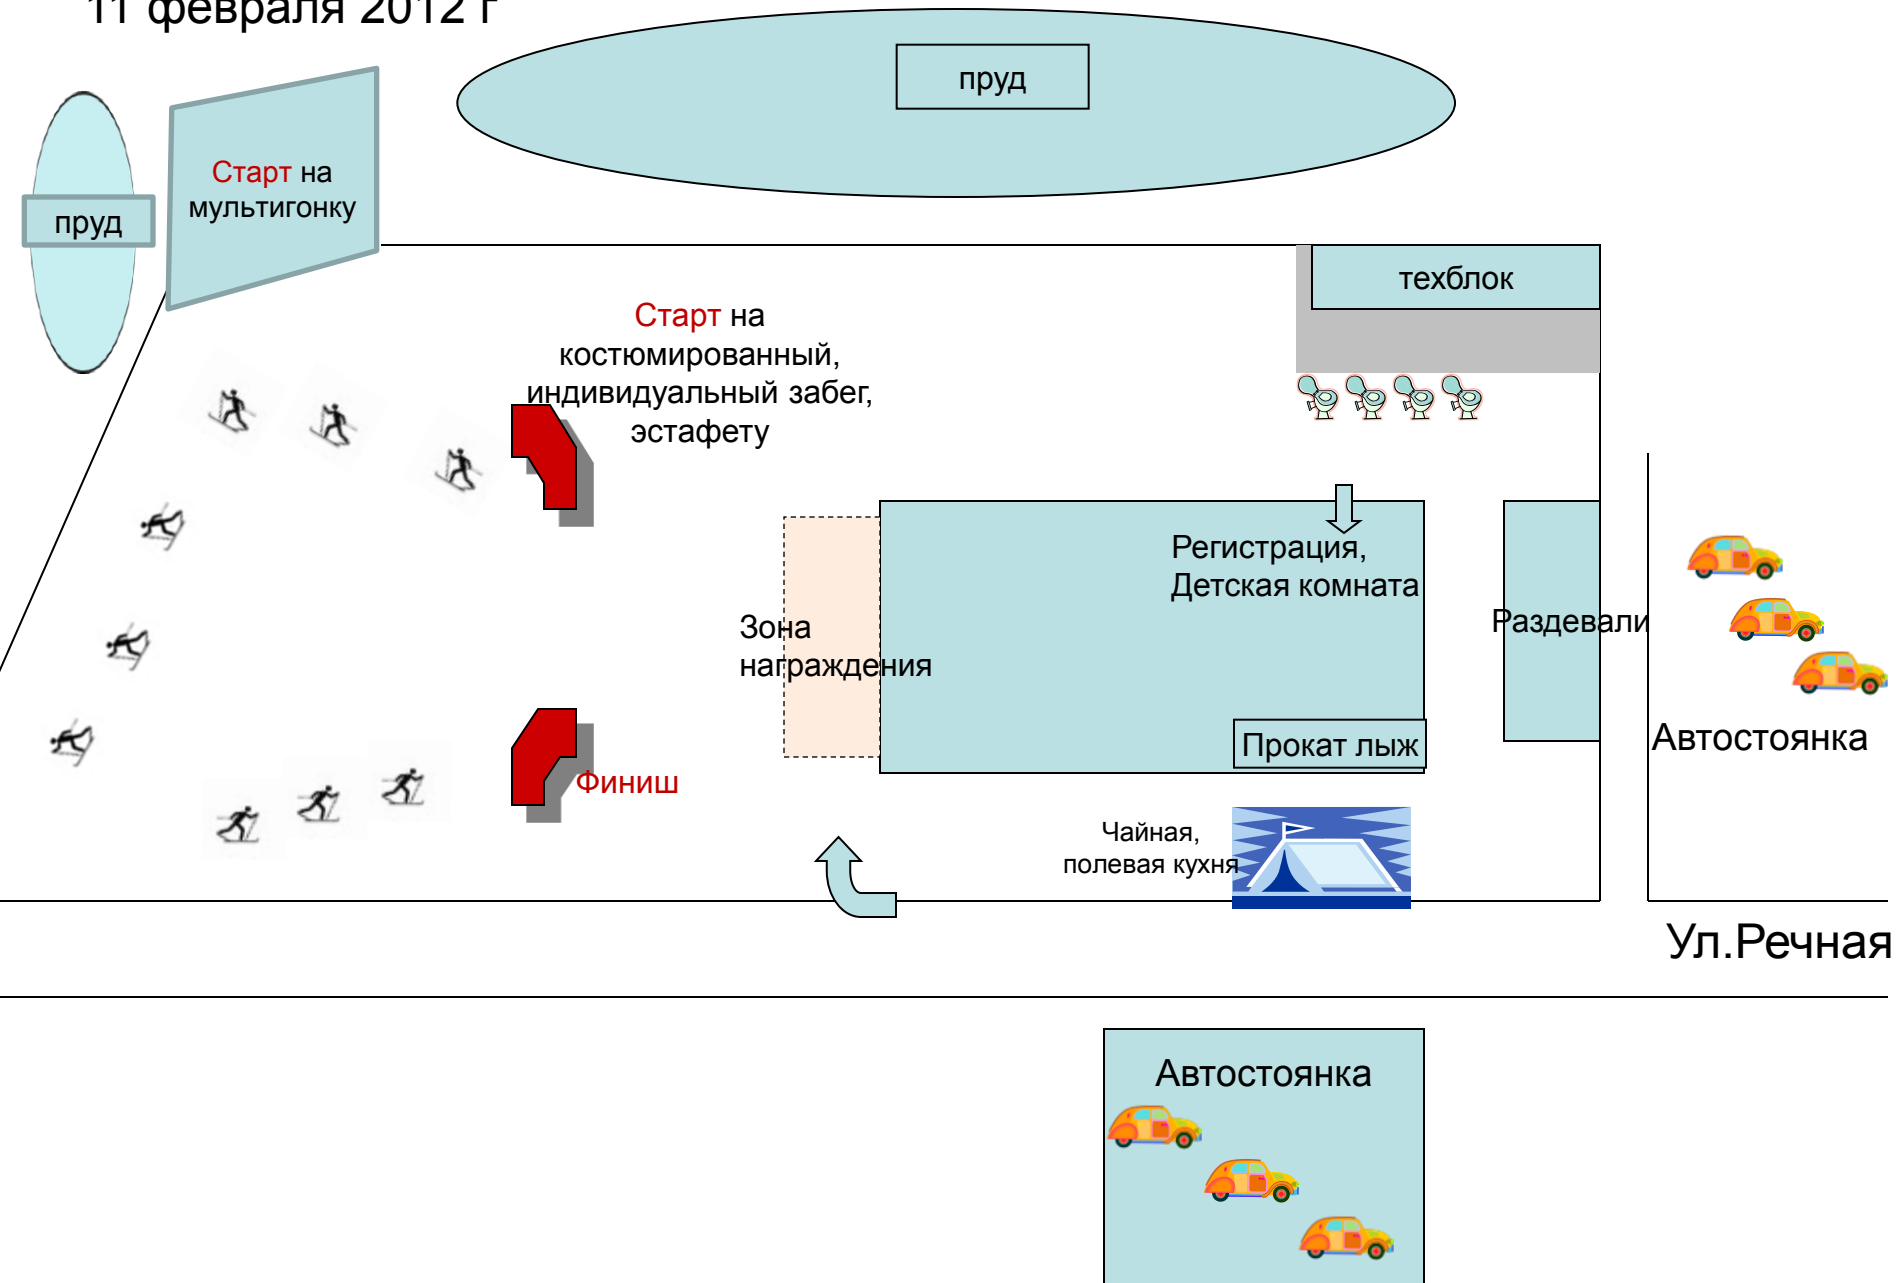 11 февраля 2012 г
пруд
Старт на
мультигонку
пруд
техблок
Старт на
костюмированный,
индивидуальный забег,
эстафету
Регистрация,
Детская комната
Зона
награждения
Раздевали
Прокат лыж
Автостоянка
Финиш
Чайная,
полевая кухня
Ул.Речная
Автостоянка